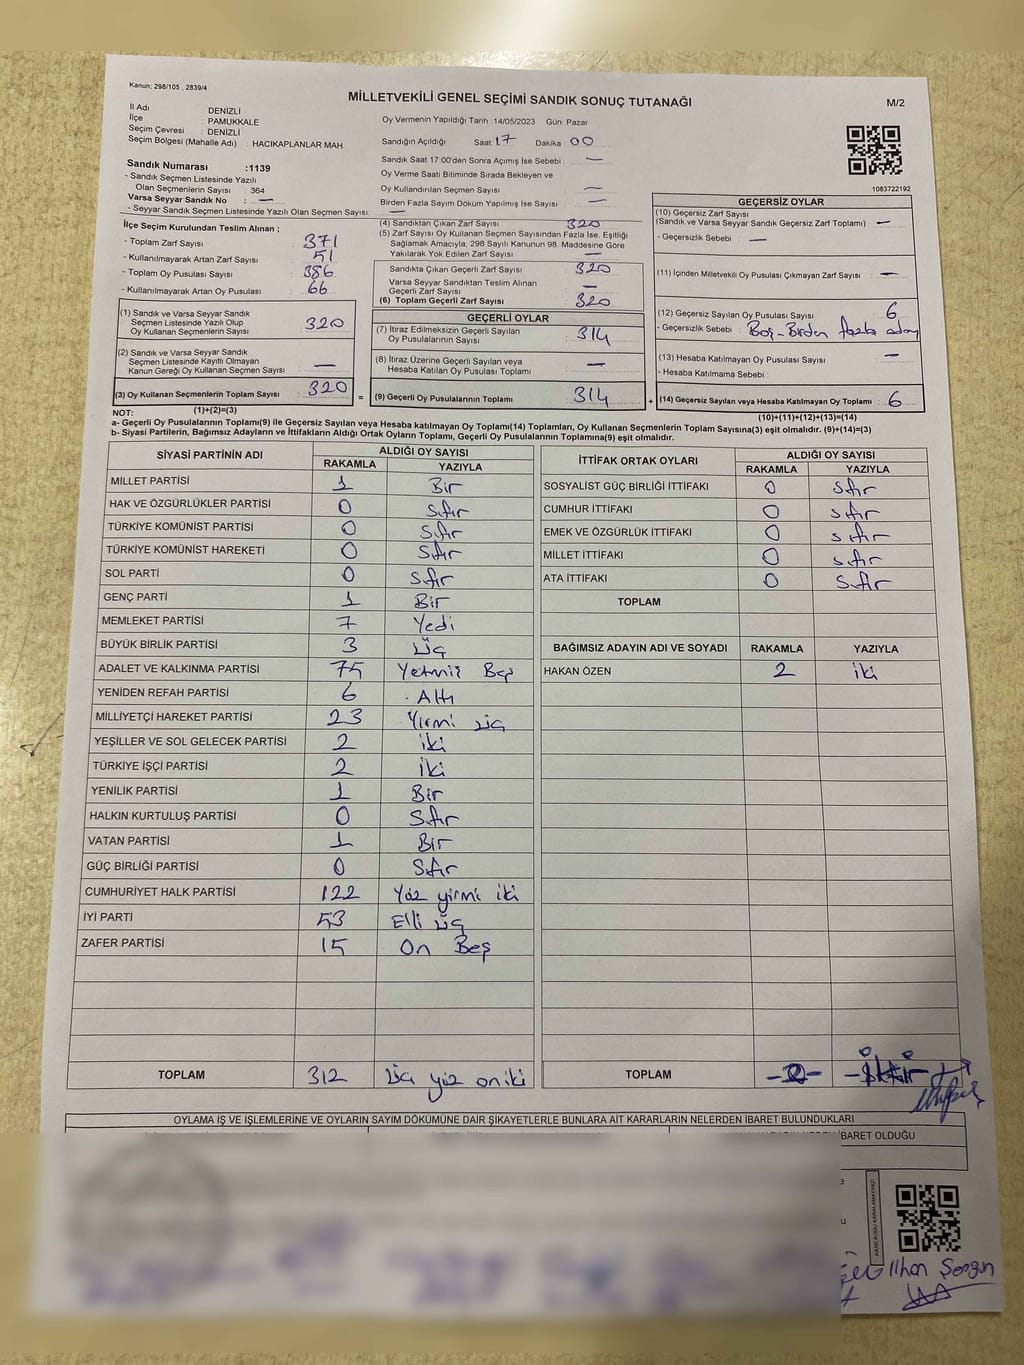 Kanun; 298/105 , 2839/4
MİLLETVEKİLİ GENEL SEÇİMİ SANDIK SONUÇ TUTANAĞI
M/2
İl Adı : DENİZLİ
İlçe : PAMUKKALE
Seçim Çevresi : DENİZLİ
Seçim Bölgesi (Mahalle Adı) : HACIKAPLANLAR MAH.
Oy Vermenin Yapıldığı Tarih :14/05/2023 Gün: Pazar
Sandığın Açıldığı Saat : 17 Dakika : 00
Sandık Saat 17:00'den Sonra Açımış İse Sebebi : —
Oy Verme Saati Bitiminde Sırada Bekleyen ve
Oy Kullandırılan Seçmen Sayısı : —
Birden Fazla Sayım Döküm Yapılmış İse Sayısı : —
1083722192
Sandık Numarası :1139
- Sandık Seçmen Listesinde Yazılı
Olan Seçmenlerin Sayısı : 364
Varsa Seyyar Sandık No : —
- Seyyar Sandık Seçmen Listesinde Yazılı Olan Seçmen Sayısı: —
İlçe Seçim Kurulundan Teslim Alınan ;
- Toplam Zarf Sayısı : 371
- Kullanılmayarak Artan Zarf Sayısı : 51
- Toplam Oy Pusulası Sayısı : 386
- Kullanılmayarak Artan Oy Pusulası : 66
(1) Sandık ve Varsa Seyyar Sandık
Seçmen Listesinde Yazılı Olup
Oy Kullanan Seçmenlerin Sayısı : 320
(2) Sandık ve Varsa Seyyar Sandık
Seçmen Listesinde Kayıtlı Olmayan
Kanun Gereği Oy Kullanan Seçmen Sayısı : —
(3) Oy Kullanan Seçmenlerin Toplam Sayısı : 320
(1)+(2)=(3)
(4) Sandıktan Çıkan Zarf Sayısı : 320
(5) Zarf Sayısı Oy Kullanan Seçmen Sayısından Fazla İse, Eşitliği
Sağlamak Amacıyla, 298 Sayılı Kanunun 98. Maddesine Göre
Yakılarak Yok Edilen Zarf Sayısı : —
Sandıkta Çıkan Geçerli Zarf Sayısı : 320
Varsa Seyyar Sandıktan Teslim Alınan
Geçerli Zarf Sayısı : —
(6) Toplam Geçerli Zarf Sayısı : 320
GEÇERLİ OYLAR
(7) İtiraz Edilmeksizin Geçerli Sayılan
Oy Pusulalarının Sayısı : 314
(8) İtiraz Üzerine Geçerli Sayılan veya
Hesaba Katılan Oy Pusulası Toplamı : —
= (9) Geçerli Oy Pusulalarının Toplamı : 314
GEÇERSİZ OYLAR
(10) Geçersiz Zarf Sayısı
(Sandık ve Varsa Seyyar Sandık Geçersiz Zarf Toplamı) : —
- Geçersizlik Sebebi : —
(11) İçinden Milletvekili Oy Pusulası Çıkmayan Zarf Sayısı : —
(12) Geçersiz Sayılan Oy Pusulası Sayısı : 6
- Geçersizlik Sebebi : Boş-Birden fazla aday
(13) Hesaba Katılmayan Oy Pusulası Sayısı : —
- Hesaba Katılmama Sebebi :
+ (14) Geçersiz Sayılan veya Hesaba Katılmayan Oy Toplamı : 6
(10)+(11)+(12)+(13)=(14)
NOT:
a- Geçerli Oy Pusulalarının Toplamı(9) ile Geçersiz Sayılan veya Hesaba katılmayan Oy Toplamı(14) Toplamları, Oy Kullanan Seçmenlerin Toplam Sayısına(3) eşit olmalıdır. (9)+(14)=(3)
b- Siyasi Partilerin, Bağımsız Adayların ve İttifakların Aldığı Ortak Oyların Toplamı, Geçerli Oy Pusulalarının Toplamına(9) eşit olmalıdır.
SİYASİ PARTİNİN ADI ALDIĞI OY SAYISI
RAKAMLA YAZIYLA
MİLLET PARTİSİ 1 Bir
HAK VE ÖZGÜRLÜKLER PARTİSİ 0 Sıfır
TÜRKİYE KOMÜNİST PARTİSİ 0 Sıfır
TÜRKİYE KOMÜNİST HAREKETİ 0 Sıfır
SOL PARTİ 0 Sıfır
GENÇ PARTİ 1 Bir
MEMLEKET PARTİSİ 7 Yedi
BÜYÜK BİRLİK PARTİSİ 3 Üç
ADALET VE KALKINMA PARTİSİ 75 Yetmiş Beş
YENİDEN REFAH PARTİSİ 6 Altı
MİLLİYETÇİ HAREKET PARTİSİ 23 Yirmi üç
YEŞİLLER VE SOL GELECEK PARTİSİ 2 İki
TÜRKİYE İŞÇİ PARTİSİ 2 İki
YENİLİK PARTİSİ 1 Bir
HALKIN KURTULUŞ PARTİSİ 0 Sıfır
VATAN PARTİSİ 1 Bir
GÜÇ BİRLİĞİ PARTİSİ 0 Sıfır
CUMHURİYET HALK PARTİSİ 122 Yüz yirmi iki
İYİ PARTİ 53 Elli üç
ZAFER PARTİSİ 15 On Beş
TOPLAM 312 Üç yüz on iki
İTTİFAK ORTAK OYLARI ALDIĞI OY SAYISI
RAKAMLA YAZIYLA
SOSYALİST GÜÇ BİRLİĞİ İTTİFAKI 0 Sıfır
CUMHUR İTTİFAKI 0 Sıfır
EMEK VE ÖZGÜRLÜK İTTİFAKI 0 Sıfır
MİLLET İTTİFAKI 0 Sıfır
ATA İTTİFAKI 0 Sıfır
TOPLAM
BAĞIMSIZ ADAYIN ADI VE SOYADI RAKAMLA YAZIYLA
HAKAN ÖZEN 2 İki
TOPLAM -2-
OYLAMA İŞ VE İŞLEMLERİNE VE OYLARIN SAYIM DÖKÜMÜNE DAİR ŞİKAYETLERLE BUNLARA AİT KARARLARIN NELERDEN İBARET BULUNDUKLARI
İBARET OLDUĞU
KARE KODU KARALAMAYINIZ!
İlhan Şengun